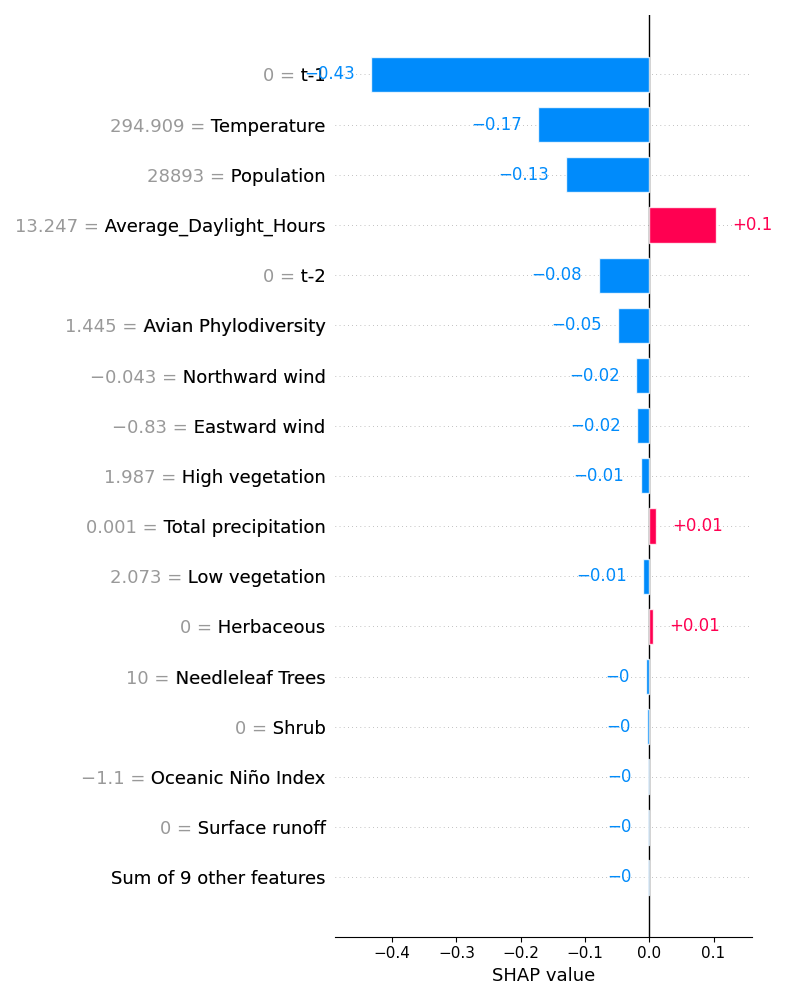 0 = t-1 −0.43
294.909 = Temperature −0.17
28893 = Population −0.13
13.247 = Average_Daylight_Hours +0.1
0 = t-2 −0.08
1.445 = Avian Phylodiversity −0.05
−0.043 = Northward wind −0.02
−0.83 = Eastward wind −0.02
1.987 = High vegetation −0.01
0.001 = Total precipitation +0.01
2.073 = Low vegetation −0.01
0 = Herbaceous +0.01
10 = Needleleaf Trees −0
0 = Shrub −0
−1.1 = Oceanic Niño Index −0
0 = Surface runoff −0
Sum of 9 other features −0
−0.4 −0.3 −0.2 −0.1 0.0 0.1
SHAP value